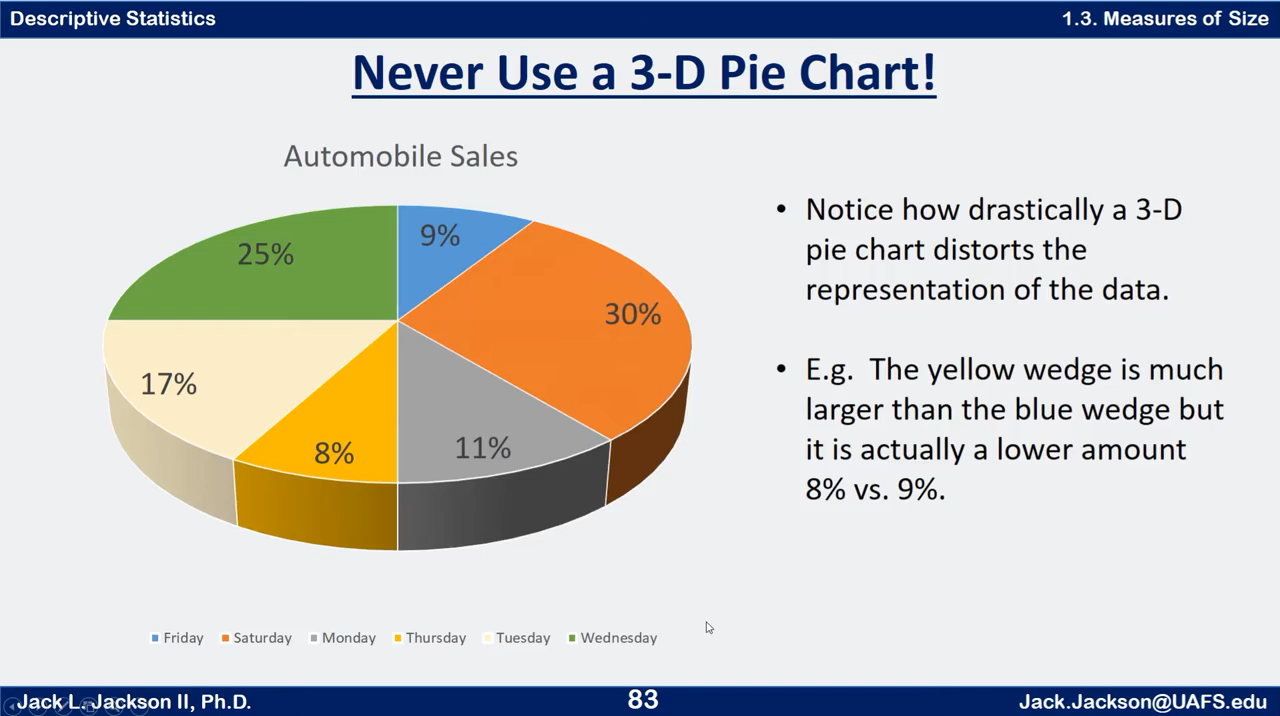 Descriptive Statistics
1.3. Measures of Size
Never Use a 3-D Pie Chart!
Automobile Sales
9%
25%
30%
17%
8%
11%
Friday
Saturday
Monday
Thursday
Tuesday
Wednesday
• Notice how drastically a 3-D
pie chart distorts the
representation of the data.
• E.g. The yellow wedge is much
larger than the blue wedge but
it is actually a lower amount
8% vs. 9%.
Jack L. Jackson II, Ph.D.
83
Jack.Jackson@UAFS.edu